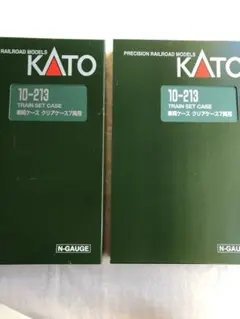 RAILROAD MODELS
KATO
10-213
TRAIN SET CASE
車両ケース クリアケース7両用
N-GAUGE
PRECISION RAILROAD MODELS
KATO
10-213
TRAIN SET CASE
車両ケース クリアケース7両用
N-GAUGE